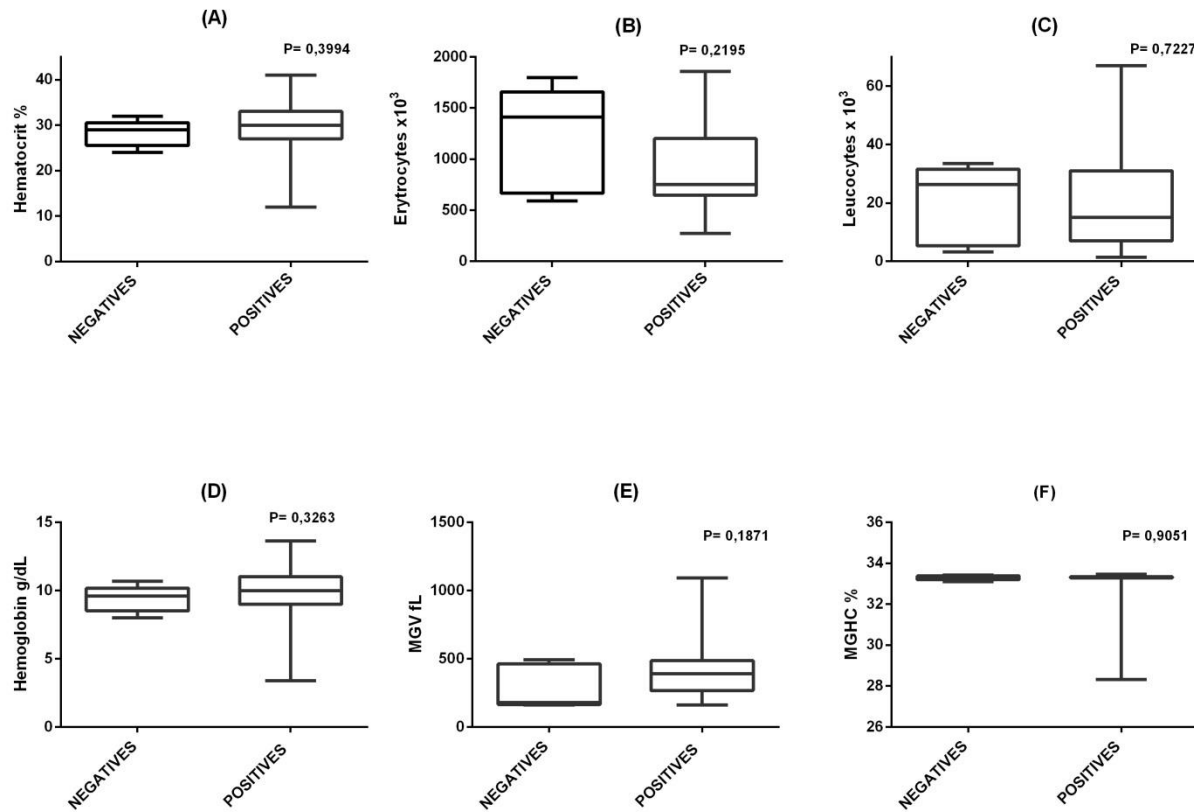 (A)
P= 0,3994
Hematocrit %
40
30
20
10
0
NEGATIVES
POSITIVES
(B)
P= 0,2195
Erytrocytes x10³
2000
1500
1000
500
0
NEGATIVES
POSITIVES
(C)
P= 0,7227
Leucocytes x 10³
60
40
20
0
NEGATIVES
POSITIVES
(D)
P= 0,3263
Hemoglobin g/dL
15
10
5
0
NEGATIVES
POSITIVES
(E)
P= 0,1871
MGV fL
1500
1000
500
0
NEGATIVES
POSITIVES
(F)
P= 0,9051
MGHC %
36
34
32
30
28
26
NEGATIVES
POSITIVES